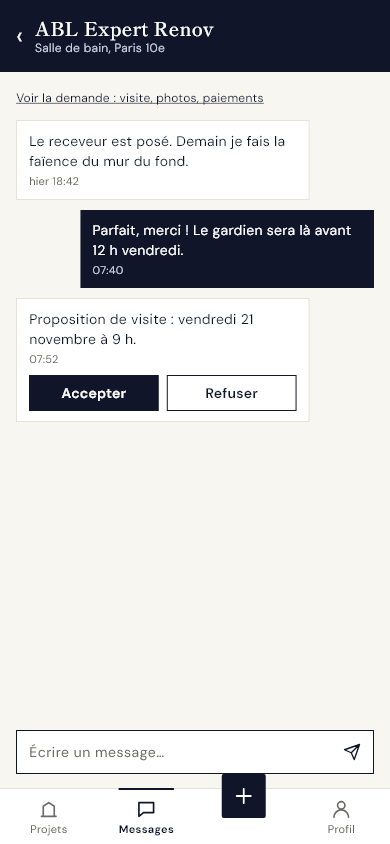 ABL Expert Renov
Salle de bain, Paris 10e
Voir la demande : visite, photos, paiements
Le receveur est posé. Demain je fais la
faïence du mur du fond.
hier 18:42
Parfait, merci ! Le gardien sera là avant
12 h vendredi.
07:40
Proposition de visite : vendredi 21
novembre à 9 h.
07:52
Accepter
Refuser
Écrire un message…
Projets
Messages
Profil